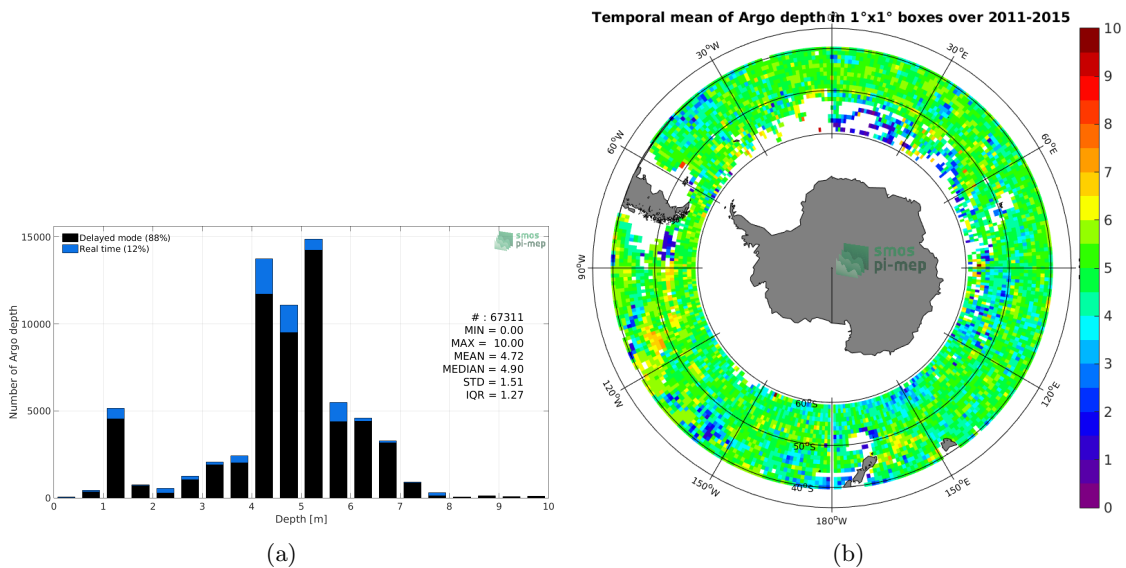 Temporal mean of Argo depth in 1°x1° boxes over 2011-2015
Delayed mode (88%)
Real time (12%)
smos
pi-mep
15000
10000
5000
0
Number of Argo depth
# : 67311
MIN = 0.00
MAX = 10.00
MEAN = 4.72
MEDIAN = 4.90
STD = 1.51
IQR = 1.27
0 1 2 3 4 5 6 7 8 9 10
Depth [m]
(a)
0°
30°W
30°E
60°W
60°E
90°W
120°W
120°E
150°W
150°E
180°W
60°S
50°S
40°S
smos
pi-mep
10
9
8
7
6
5
4
3
2
1
0
(b)